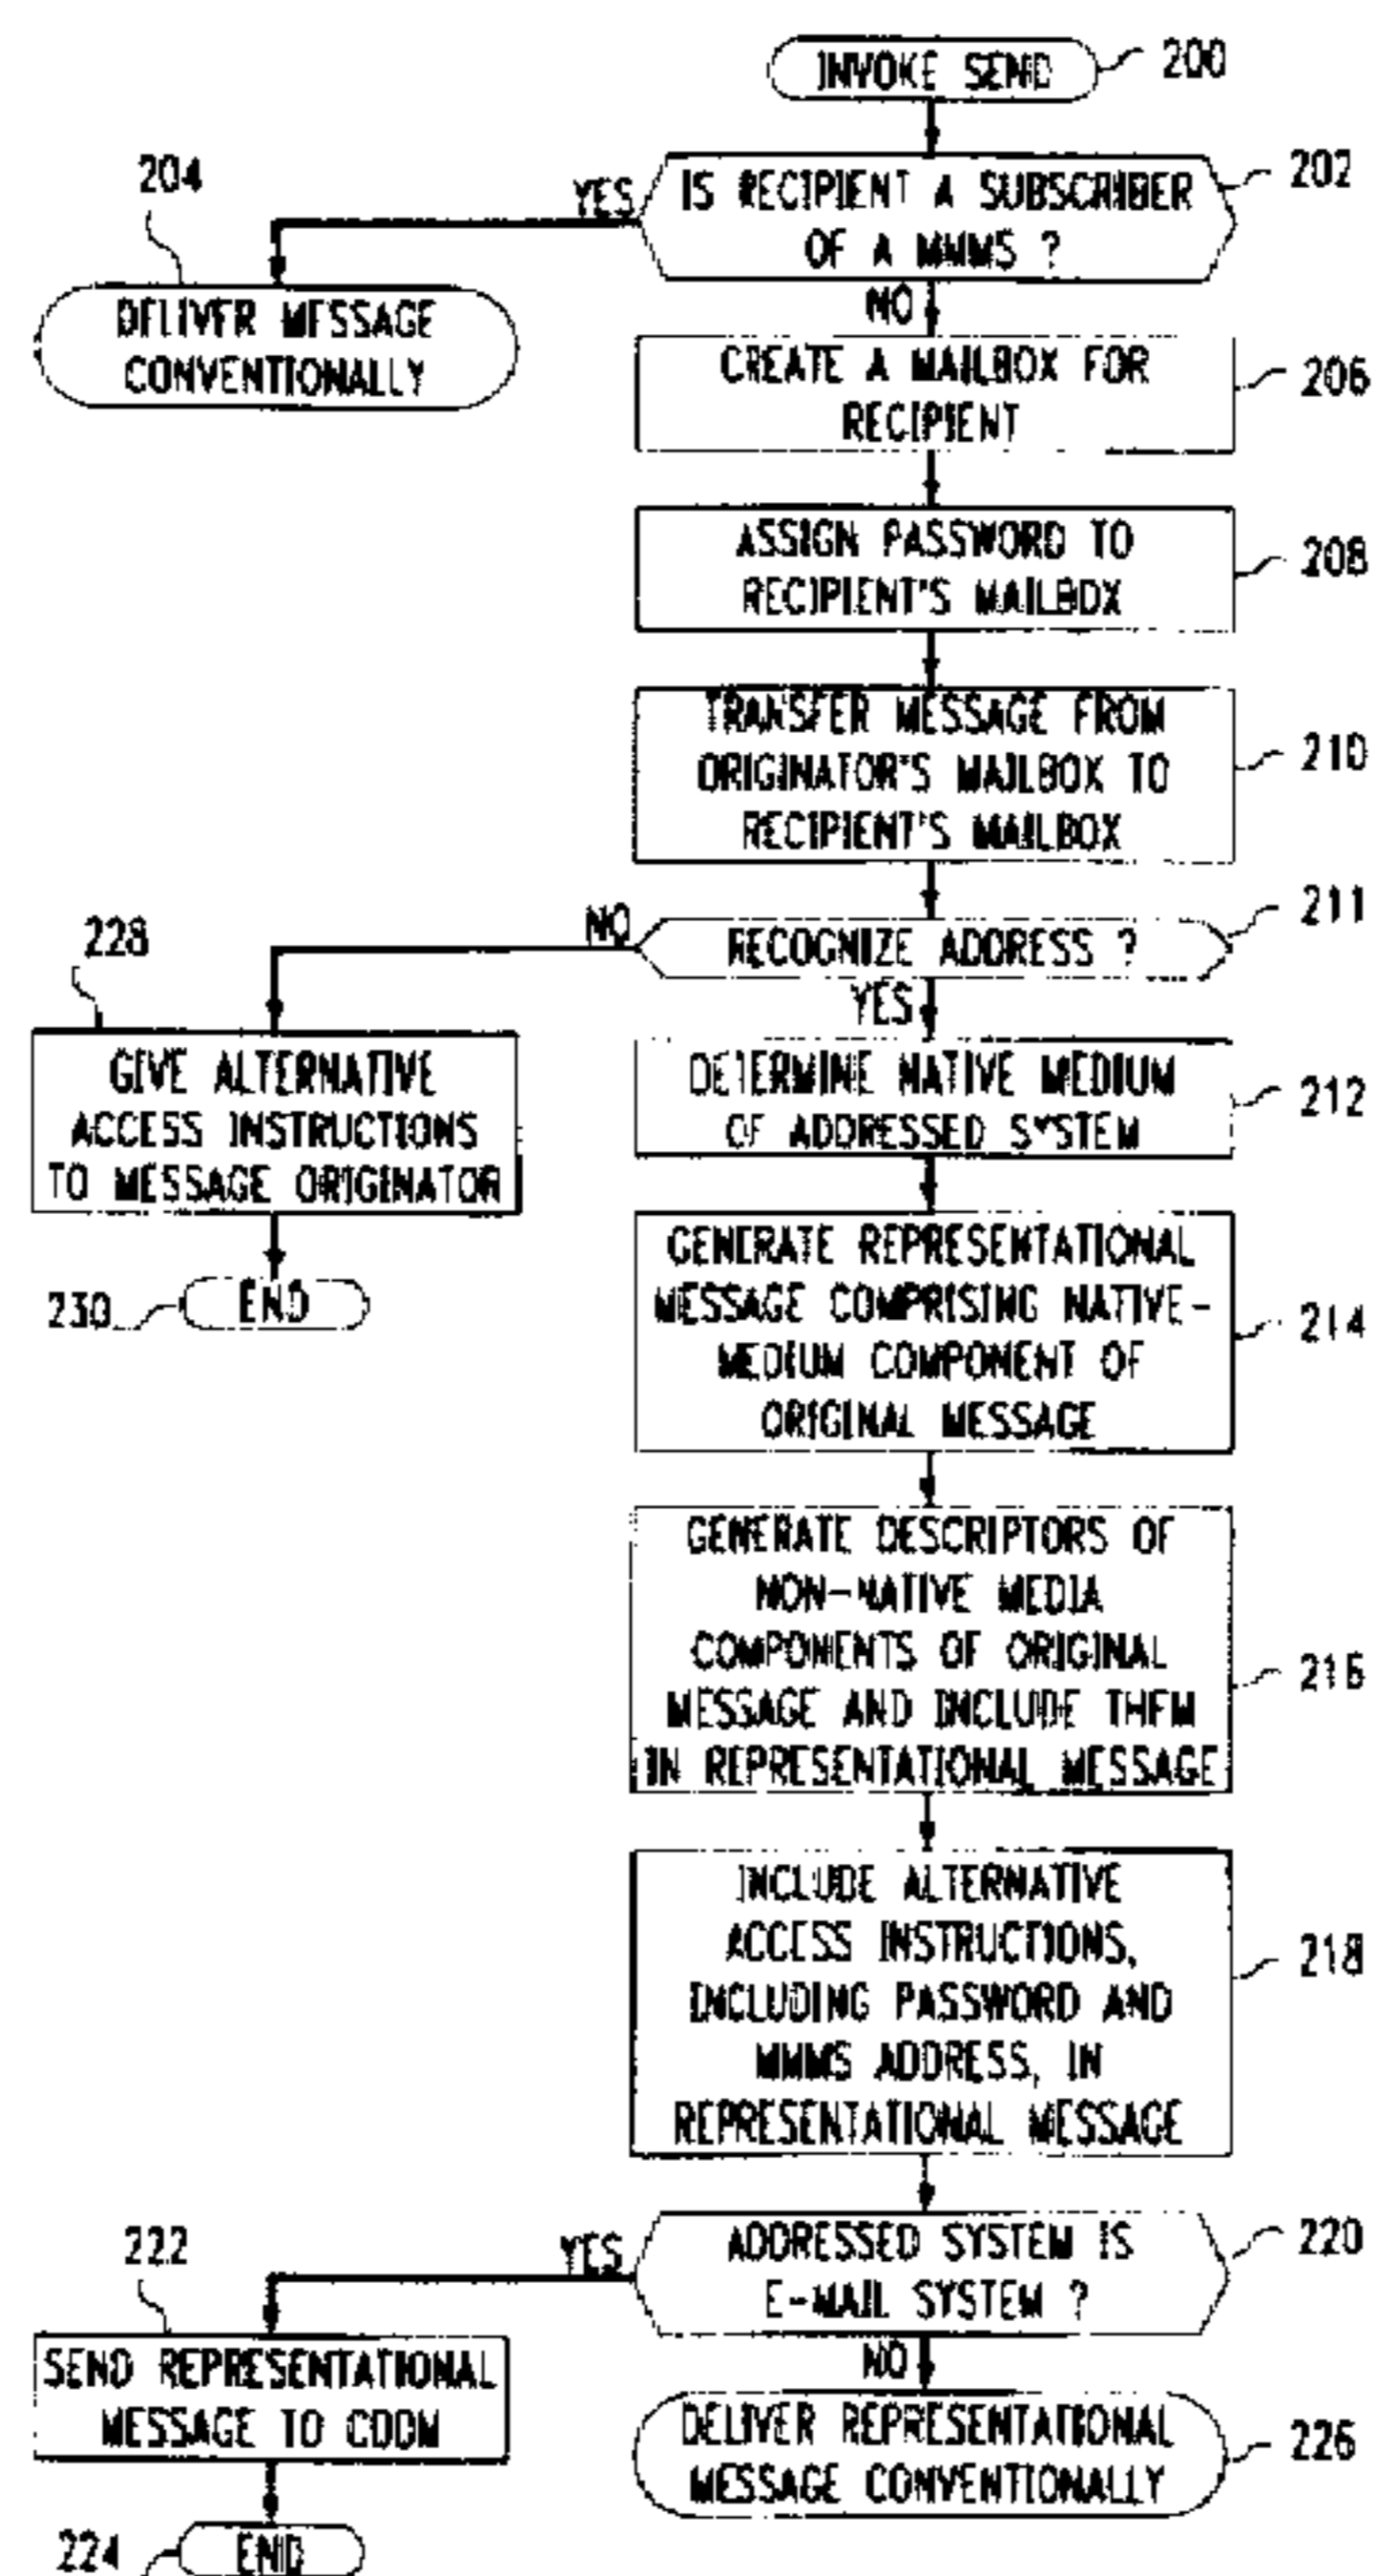 INVOKE SEND
200
IS RECIPIENT A SUBSCRIBER
OF A MMMS ?
202
YES
204
DELIVER MESSAGE
CONVENTIONALLY
NO
CREATE A MAILBOX FOR
RECIPIENT
206
ASSIGN PASSWORD TO
RECIPIENT'S MAILBOX
208
TRANSFER MESSAGE FROM
ORIGINATOR'S MAILBOX TO
RECIPIENT'S MAILBOX
210
RECOGNIZE ADDRESS ?
211
NO
228
GIVE ALTERNATIVE
ACCESS INSTRUCTIONS
TO MESSAGE ORIGINATOR
END
230
YES
DETERMINE NATIVE MEDIUM
OF ADDRESSED SYSTEM
212
GENERATE REPRESENTATIONAL
MESSAGE COMPRISING NATIVE-
MEDIUM COMPONENT OF
ORIGINAL MESSAGE
214
GENERATE DESCRIPTORS OF
NON-NATIVE MEDIA
COMPONENTS OF ORIGINAL
MESSAGE AND INCLUDE THEM
IN REPRESENTATIONAL MESSAGE
216
INCLUDE ALTERNATIVE
ACCESS INSTRUCTIONS,
INCLUDING PASSWORD AND
MMMS ADDRESS, IN
REPRESENTATIONAL MESSAGE
218
ADDRESSED SYSTEM IS
E-MAIL SYSTEM ?
220
YES
222
SEND REPRESENTATIONAL
MESSAGE TO CDDM
END
224
NO
DELIVER REPRESENTATIONAL
MESSAGE CONVENTIONALLY
226